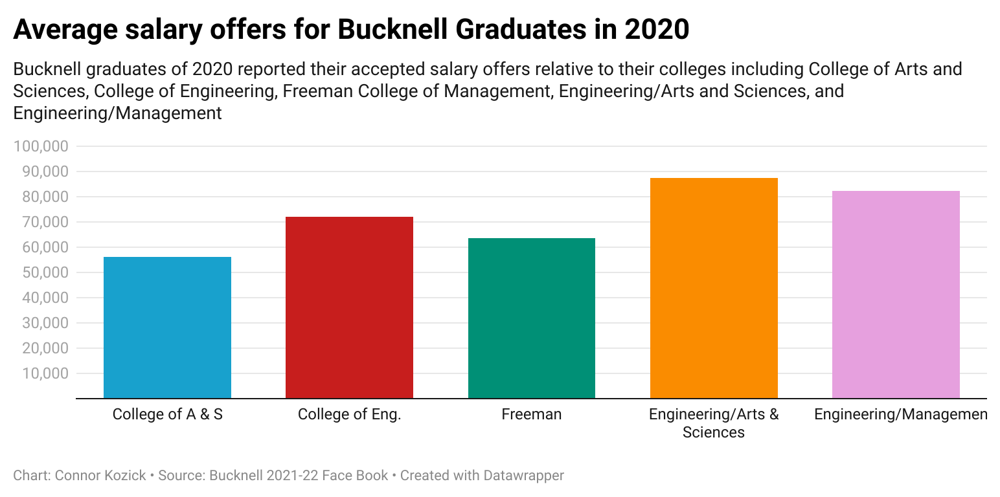 Average salary offers for Bucknell Graduates in 2020
Bucknell graduates of 2020 reported their accepted salary offers relative to their colleges including College of Arts and
Sciences, College of Engineering, Freeman College of Management, Engineering/Arts and Sciences, and
Engineering/Management
100,000
90,000
80,000
70,000
60,000
50,000
40,000
30,000
20,000
10,000
College of A & S
College of Eng.
Freeman
Engineering/Arts &
Sciences
Engineering/Managemen
Chart: Connor Kozick • Source: Bucknell 2021-22 Face Book • Created with Datawrapper